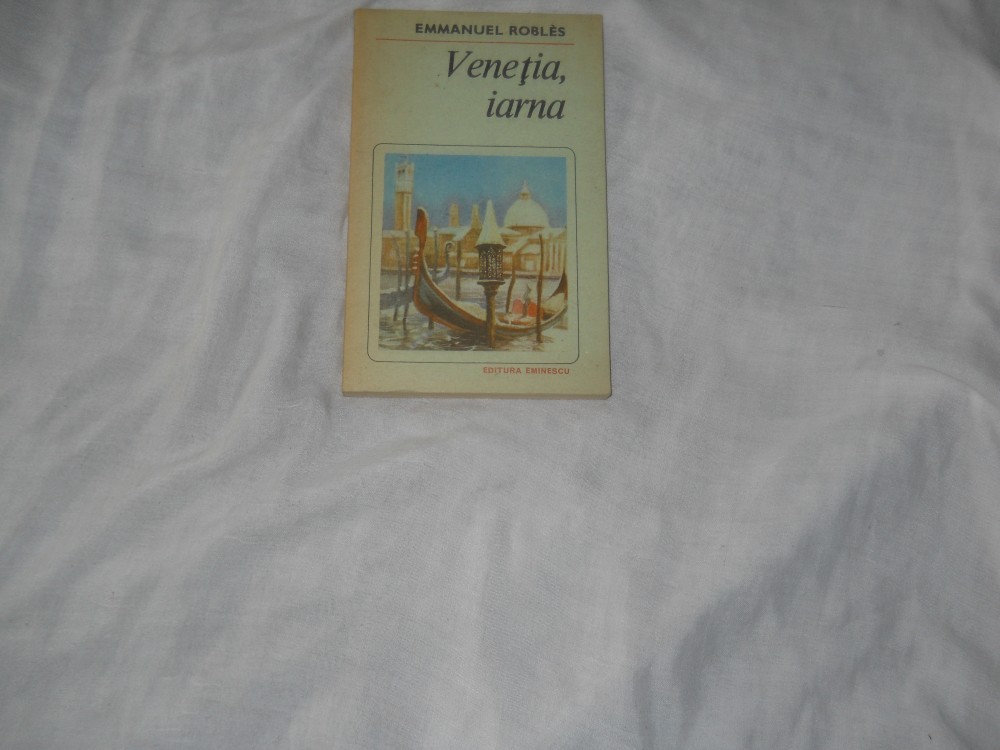 EMMANUEL ROBLÈS
Veneţia,
iarna
EDITURA EMINESCU